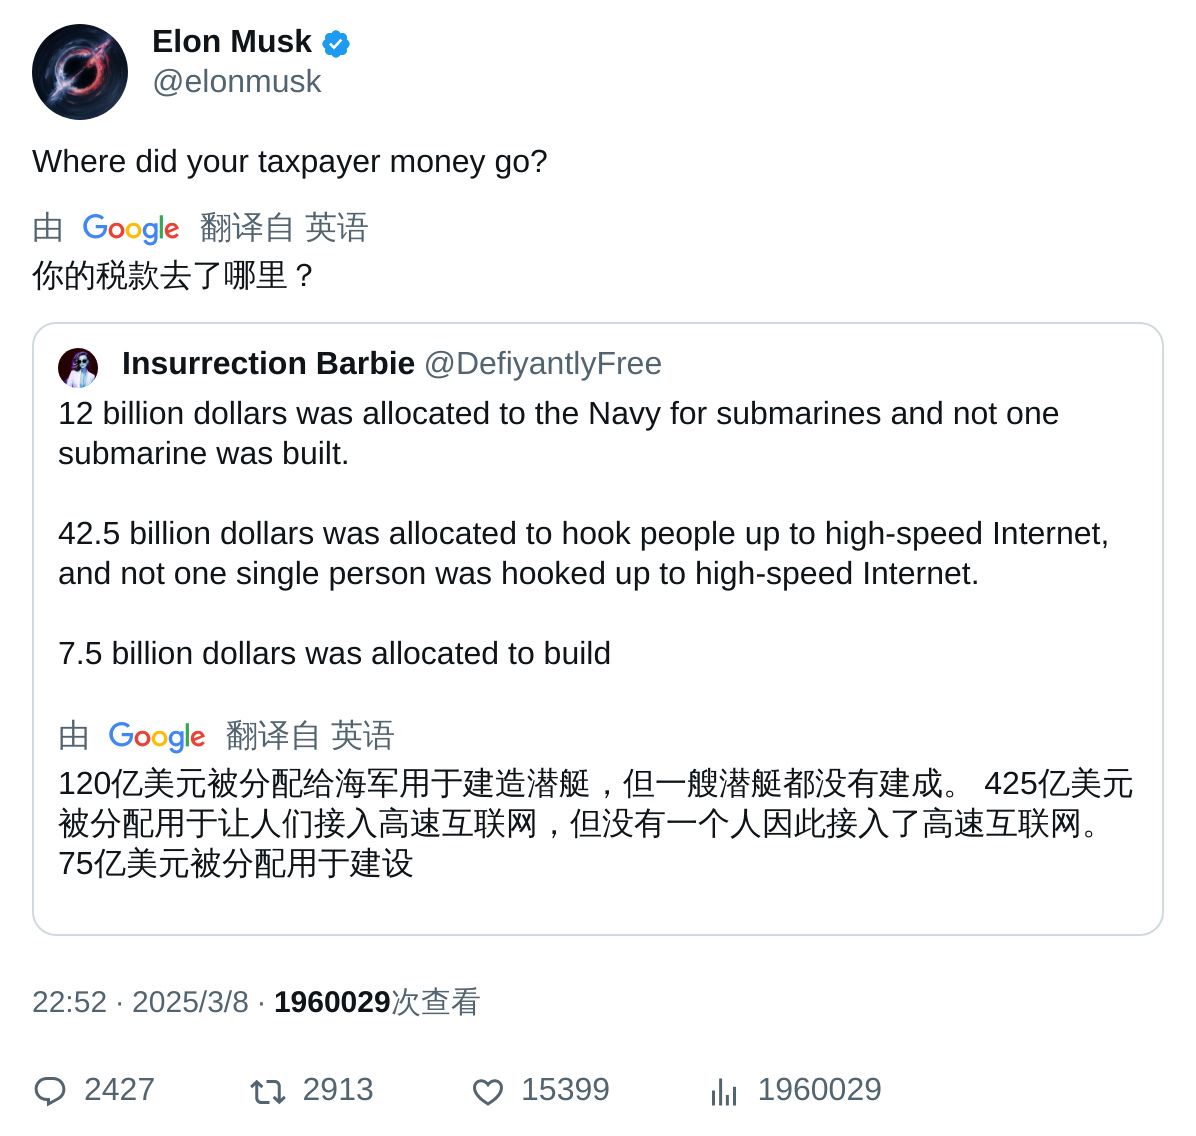 Elon Musk
@elonmusk
Where did your taxpayer money go?
由 Google 翻译自 英语
你的税款去了哪里？
Insurrection Barbie @DefiyantlyFree
12 billion dollars was allocated to the Navy for submarines and not one
submarine was built.
42.5 billion dollars was allocated to hook people up to high-speed Internet,
and not one single person was hooked up to high-speed Internet.
7.5 billion dollars was allocated to build
由 Google 翻译自 英语
120亿美元被分配给海军用于建造潜艇，但一艘潜艇都没有建成。 425亿美元
被分配用于让人们接入高速互联网，但没有一个人因此接入了高速互联网。
75亿美元被分配用于建设
22:52 · 2025/3/8 · 1960029次查看
2427 2913 15399 1960029